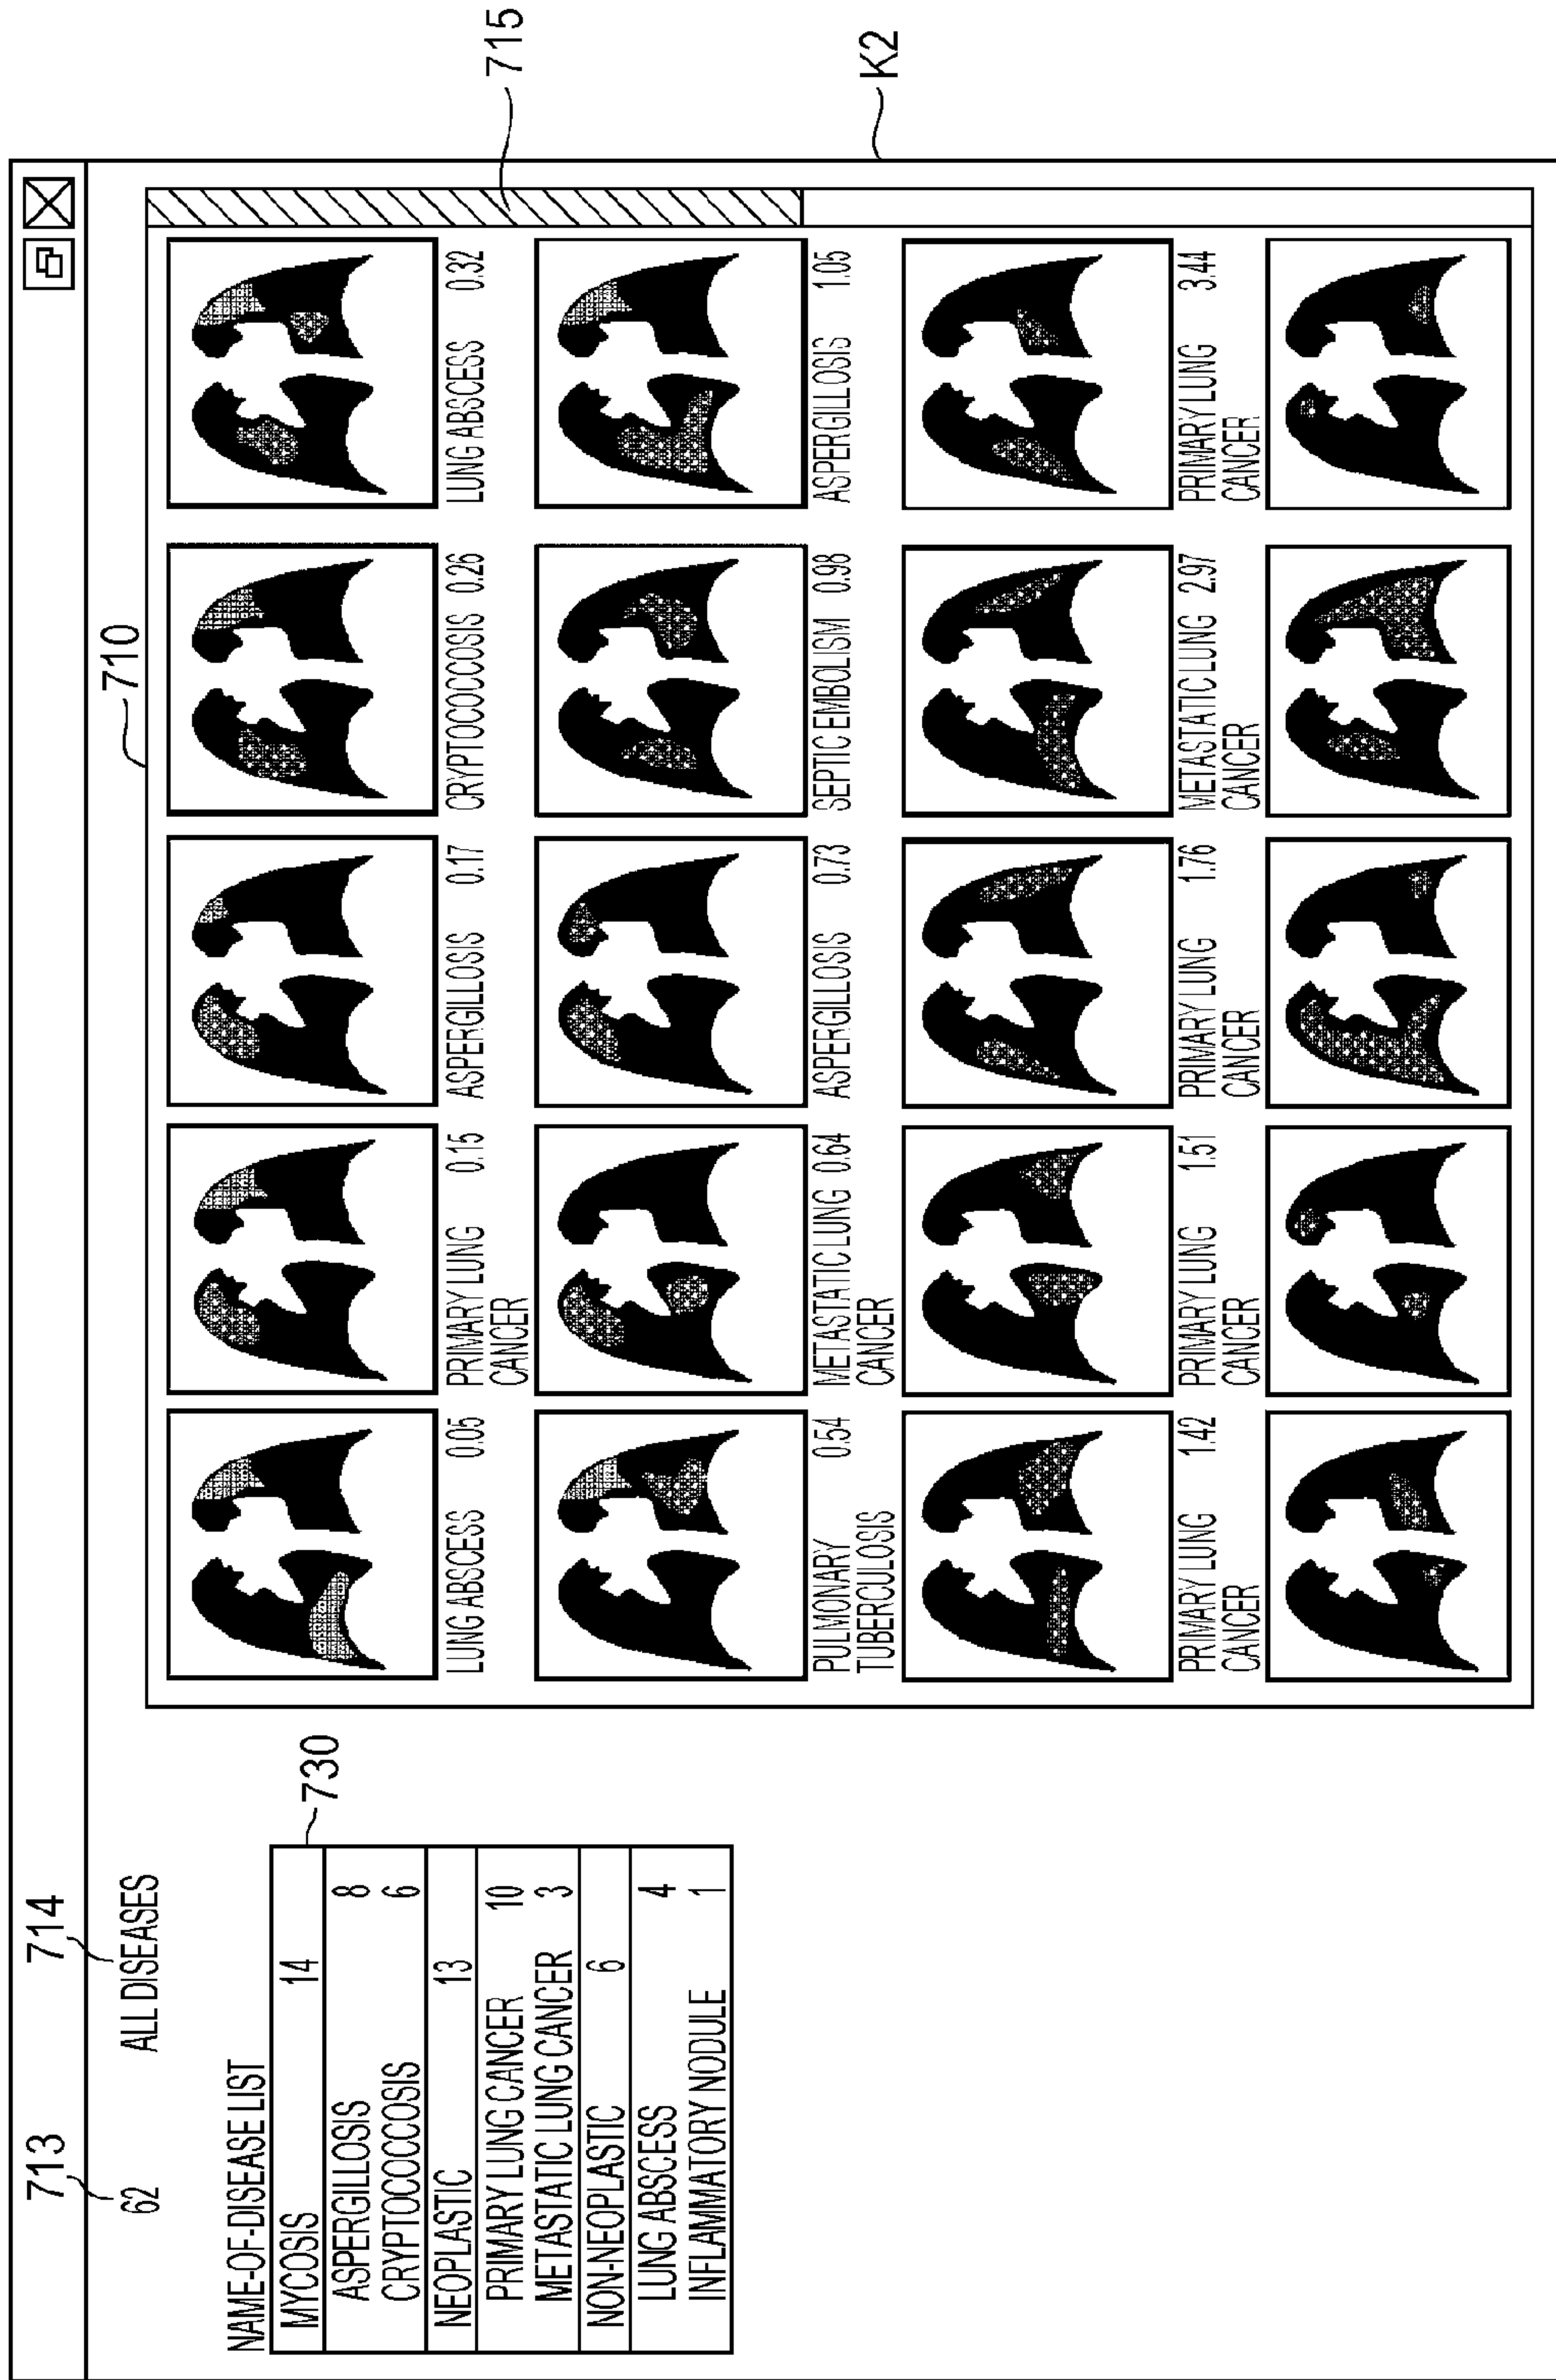 713
714
62
ALL DISEASES
NAME-OF-DISEASE LIST
MYCOSIS 14
ASPERGILLOSIS 8
CRYPTOCOCCOSIS 6
NEOPLASTIC 13
PRIMARY LUNG CANCER 10
METASTATIC LUNG CANCER 3
NON-NEOPLASTIC 6
LUNG ABSCESS 4
INFLAMMATORY NODULE 1
730
710
LUNG ABSCESS 0.05
PRIMARY LUNG 0.15
CANCER
ASPERGILLOSIS 0.17
CRYPTOCOCCOSIS 0.26
LUNG ABSCESS 0.32
PULMONARY 0.54
TUBERCULOSIS
METASTATIC LUNG 0.64
CANCER
ASPERGILLOSIS 0.73
SEPTIC EMBOLISM 0.98
ASPERGILLOSIS 1.05
PRIMARY LUNG 1.42
CANCER
PRIMARY LUNG 1.51
CANCER
PRIMARY LUNG 1.76
CANCER
METASTATIC LUNG 2.97
CANCER
PRIMARY LUNG 3.44
CANCER
715
K2